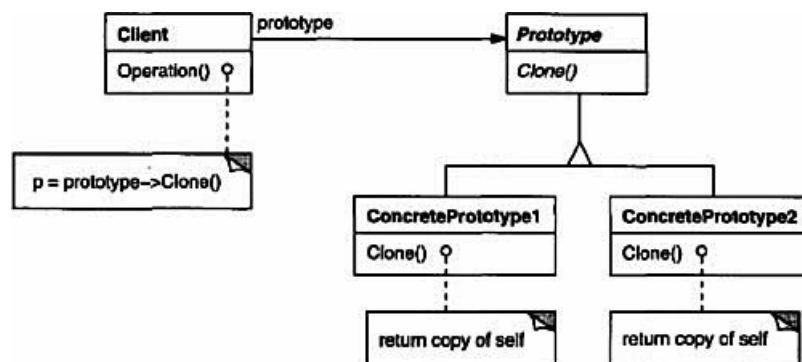 Client
prototype
Prototype
Operation()
Clone()
p = prototype->Clone()
ConcretePrototype1
ConcretePrototype2
Clone()
Clone()
return copy of self
return copy of self